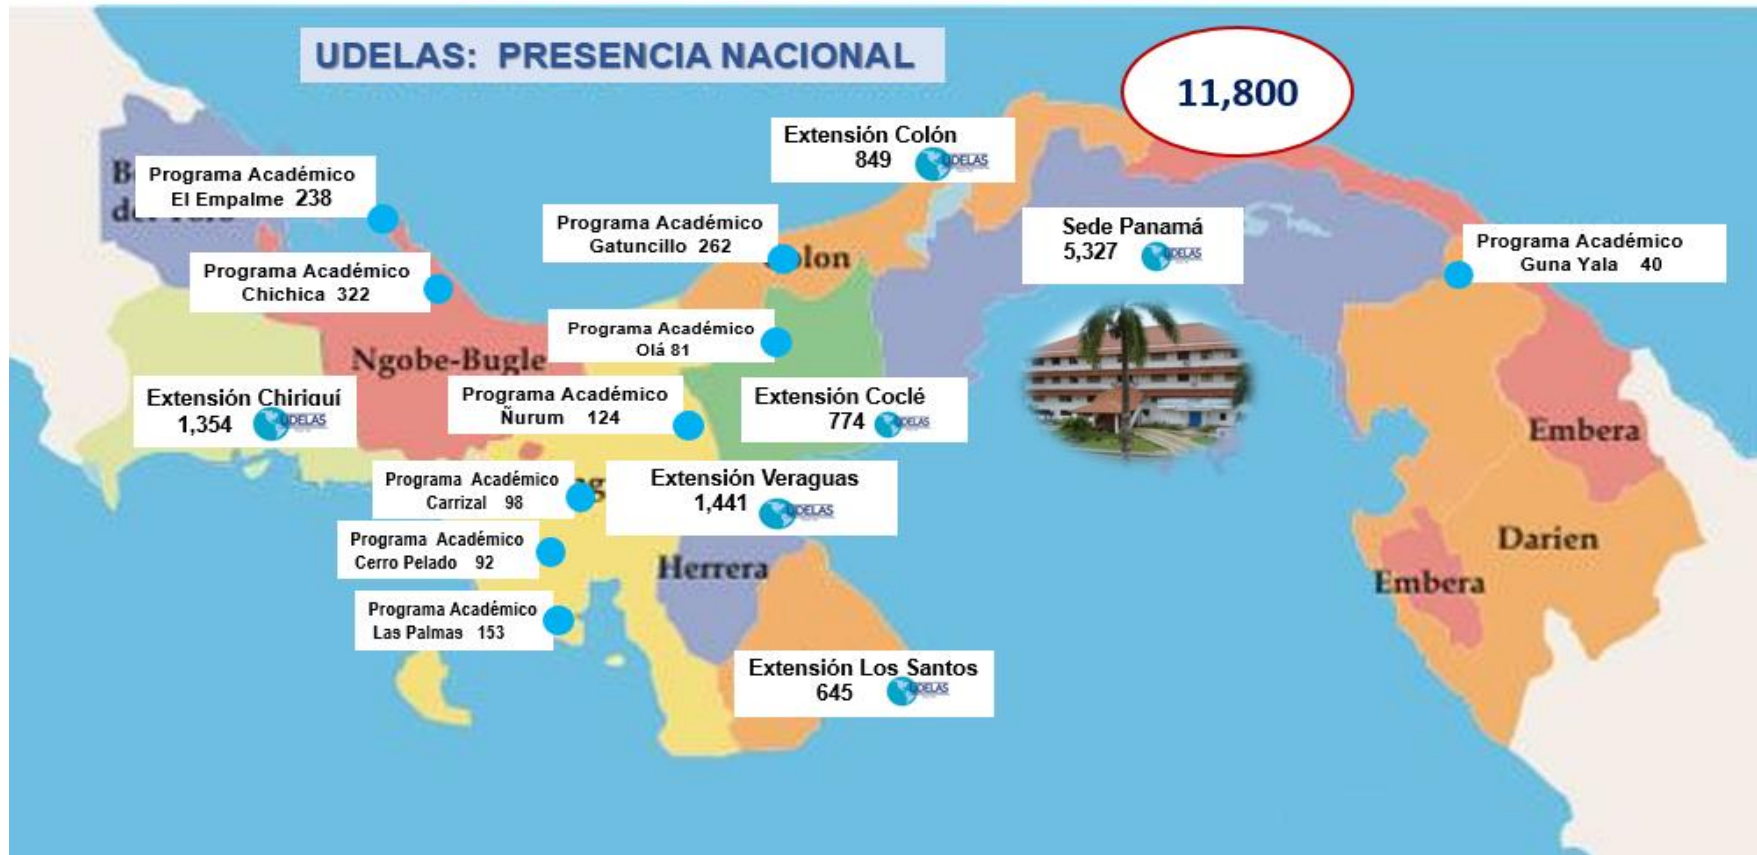 UDELAS: PRESENCIA NACIONAL
11,800
Extensión Colón
849
UDELAS
Programa Académico
El Empalme 238
Programa Académico
Gatuncillo 262
Colon
Sede Panamá
5,327
UDELAS
Programa Académico
Guna Yala 40
Programa Académico
Chichica 322
Programa Académico
Olá 81
Ngobe-Bugle
Extensión Chiriquí
1,354
UDELAS
Programa Académico
Ñurum 124
Extensión Coclé
774
UDELAS
Embera
Programa Académico
Carrizal 98
Extensión Veraguas
1,441
UDELAS
Programa Académico
Cerro Pelado 92
Herrera
Darien
Embera
Programa Académico
Las Palmas 153
Extensión Los Santos
645
UDELAS